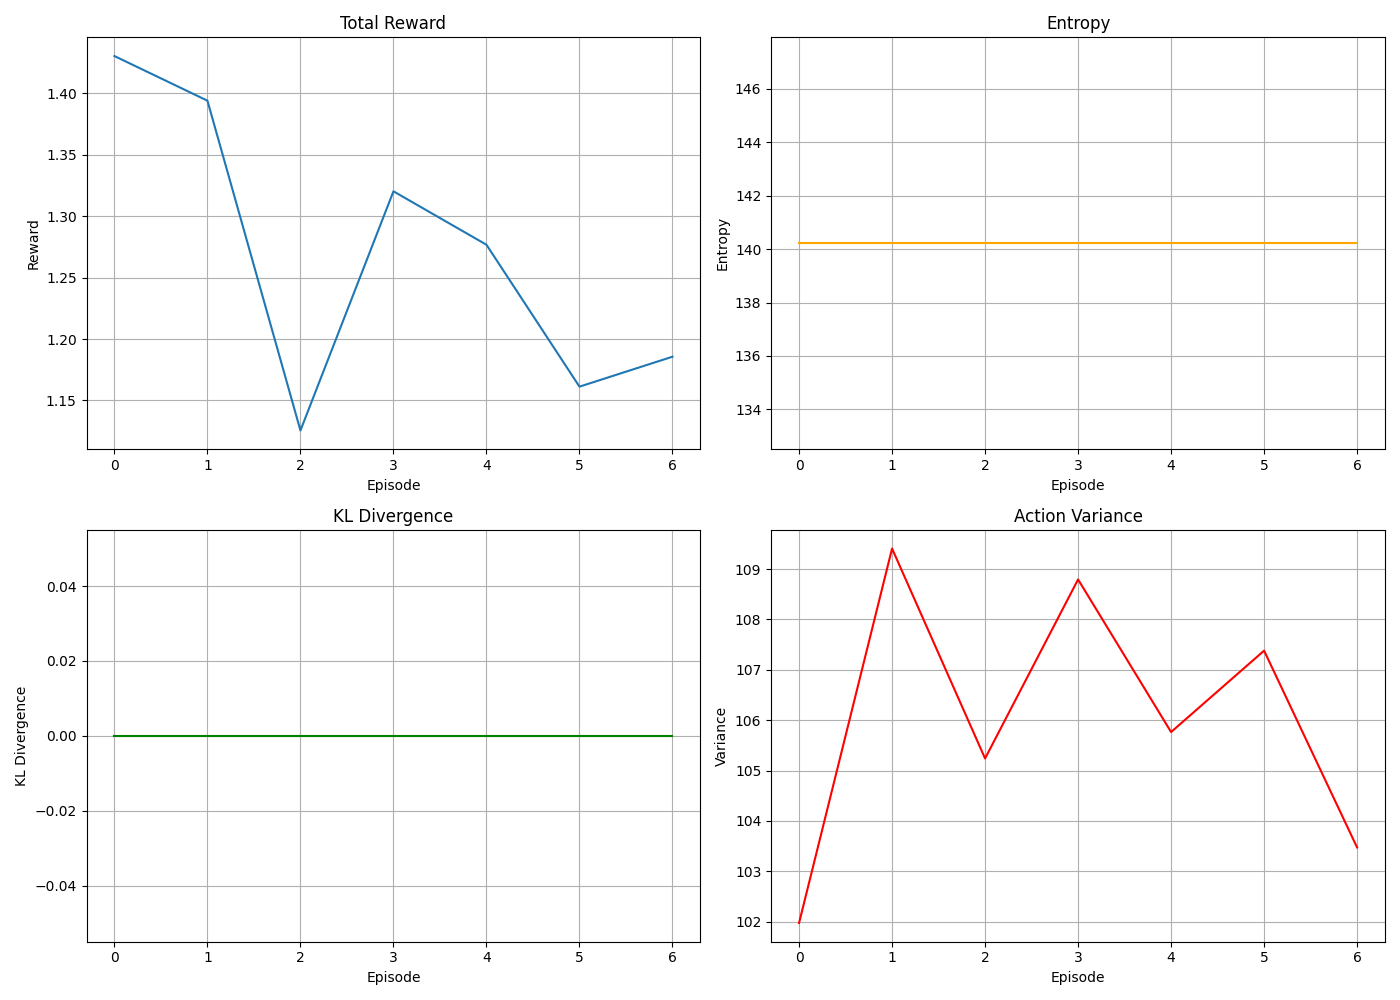 Total Reward
Reward
1.40
1.35
1.30
1.25
1.20
1.15
0 1 2 3 4 5 6
Episode
Entropy
Entropy
146
144
142
140
138
136
134
0 1 2 3 4 5 6
Episode
KL Divergence
KL Divergence
0.04
0.02
0.00
−0.02
−0.04
0 1 2 3 4 5 6
Episode
Action Variance
Variance
109
108
107
106
105
104
103
102
0 1 2 3 4 5 6
Episode